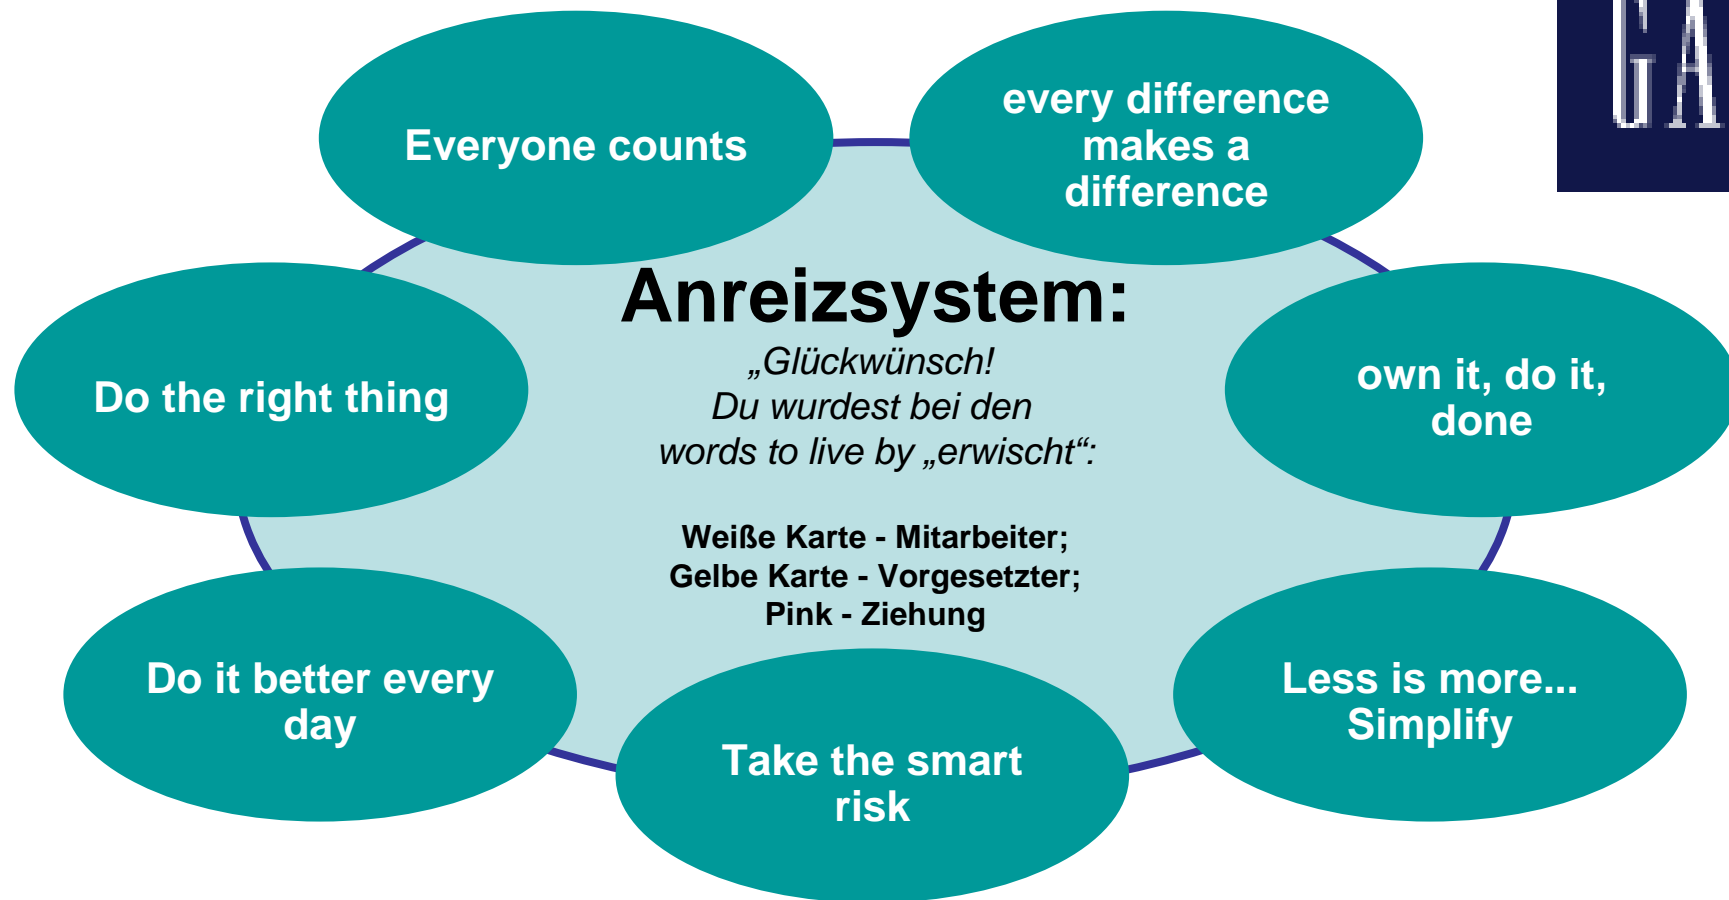 GA
Everyone counts
every difference
makes a
difference
Anreizsystem:
„Glückwünsch!
Du wurdest bei den
words to live by „erwischt“:
Do the right thing
own it, do it,
done
Weiße Karte - Mitarbeiter;
Gelbe Karte - Vorgesetzter;
Pink - Ziehung
Do it better every
day
Less is more...
Simplify
Take the smart
risk